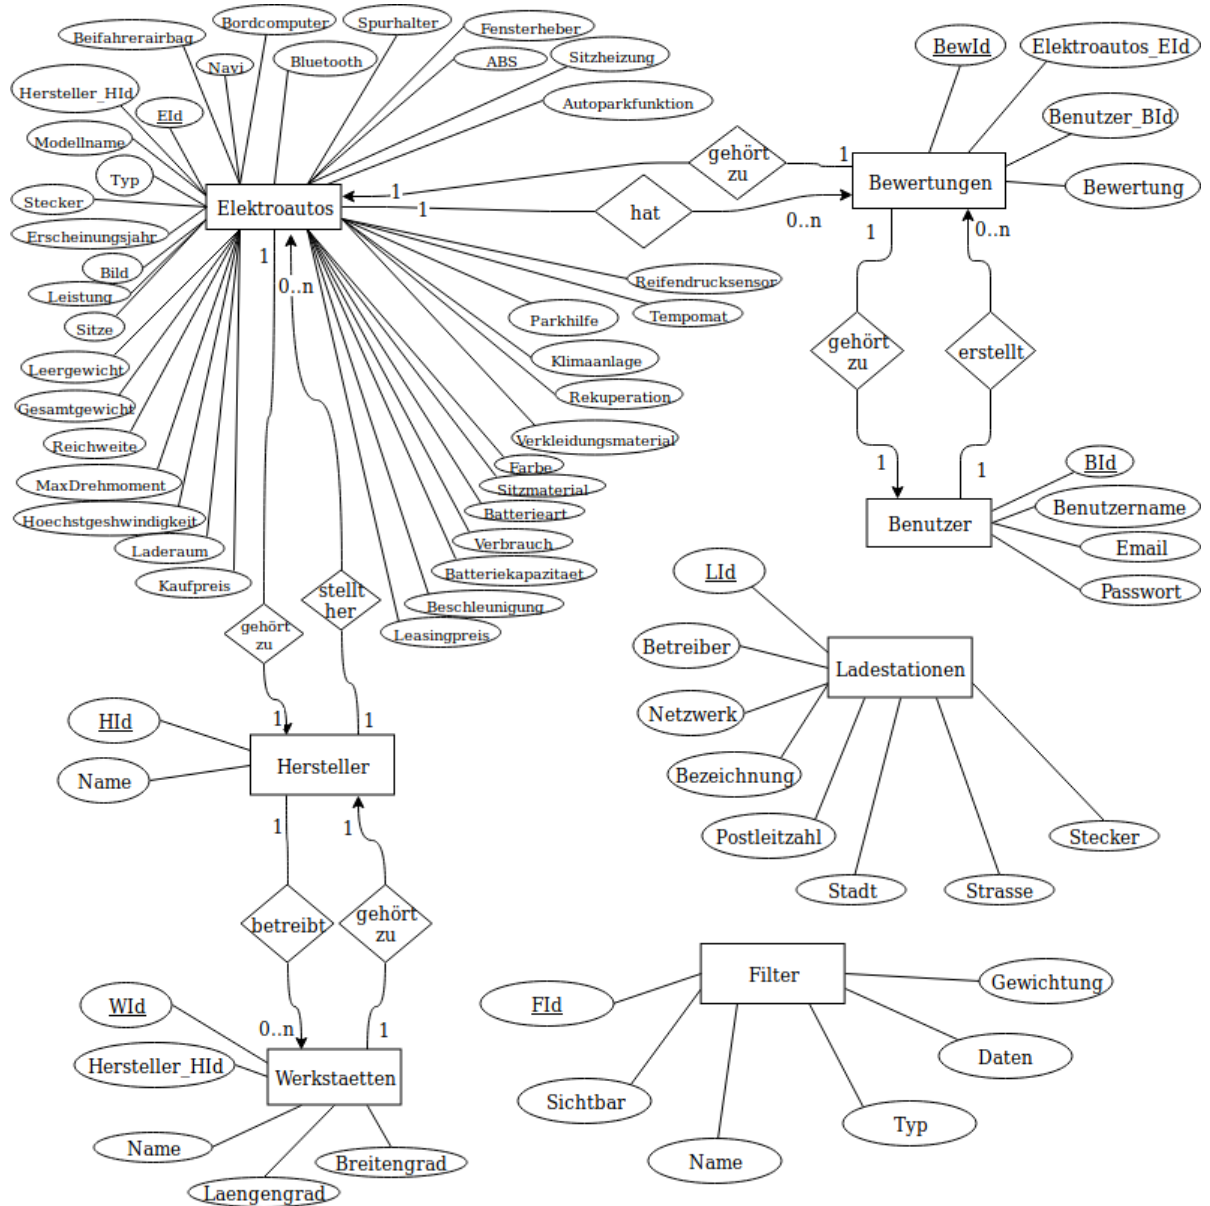 Bordcomputer
Spurhalter
Beifahrerairbag
Fensterheber
Navi
Bluetooth
ABS
Sitzheizung
Hersteller_HId
EId
Autoparkfunktion
Modellname
Typ
Stecker
Elektroautos
Erscheinungsjahr
Bild
Leistung
Sitze
Leergewicht
Gesamtgewicht
Reichweite
MaxDrehmoment
Hoechstgeshwindigkeit
Laderaum
Kaufpreis
Reifendrucksensor
Tempomat
Parkhilfe
Klimaanlage
Rekuperation
Verkleidungsmaterial
Farbe
Sitzmaterial
Batterieart
Verbrauch
Batteriekapazitaet
Beschleunigung
Leasingpreis
1
0..n
gehört
zu
stellt
her
1
1
1
gehört
zu
1
1
hat
0..n
BewId
Elektroautos_EId
Benutzer_BId
Bewertung
Bewertungen
1
0..n
gehört
zu
erstellt
1
1
Benutzer
BId
Benutzername
Email
Passwort
HId
Name
Hersteller
1
1
betreibt
gehört
zu
0..n
1
WId
Hersteller_HId
Werkstaetten
Name
Laengengrad
Breitengrad
LId
Betreiber
Netzwerk
Bezeichnung
Postleitzahl
Stadt
Strasse
Stecker
Ladestationen
Filter
FId
Sichtbar
Name
Typ
Daten
Gewichtung